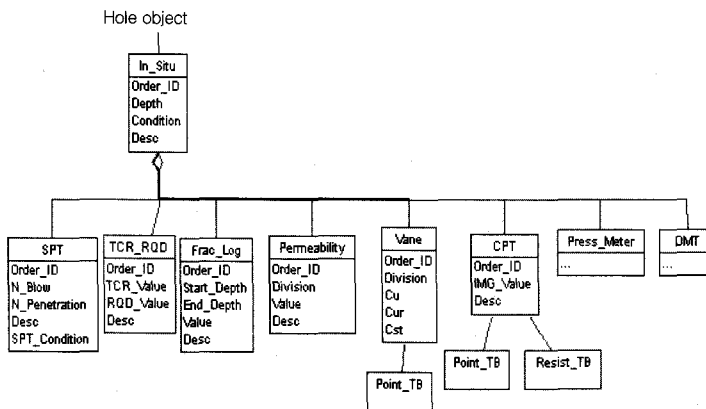 Hole object
In_Situ
Order_ID
Depth
Condition
Desc
SPT
Order_ID
N_Blow
N_Penetration
Desc
SPT_Condition
TCR_RQD
Order_ID
TCR_Value
RQD_Value
Desc
Frac_Log
Order_ID
Start_Depth
End_Depth
Value
Desc
Permeability
Order_ID
Division
Value
Desc
Vane
Order_ID
Division
Cu
Cur
Cst
Point_TB
CPT
Order_ID
IMG_Value
Desc
Point_TB
Resist_TB
Press_Meter
...
DMT
...